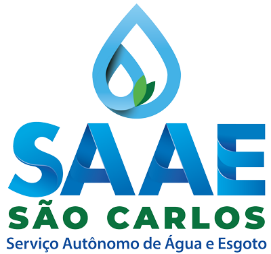 SAAE
SÃO CARLOS
Serviço Autônomo de Água e Esgoto